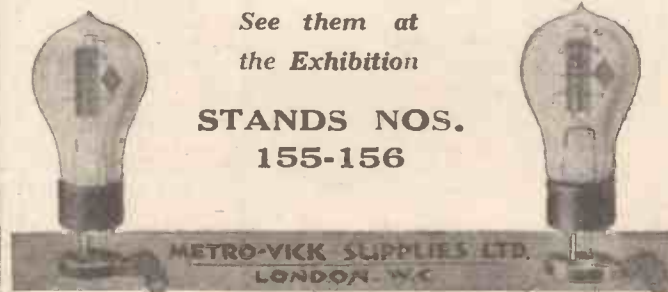 See them at
the Exhibition
STANDS NOS.
155-156
METRO-VICK SUPPLIES LTD.
LONDON. W.C